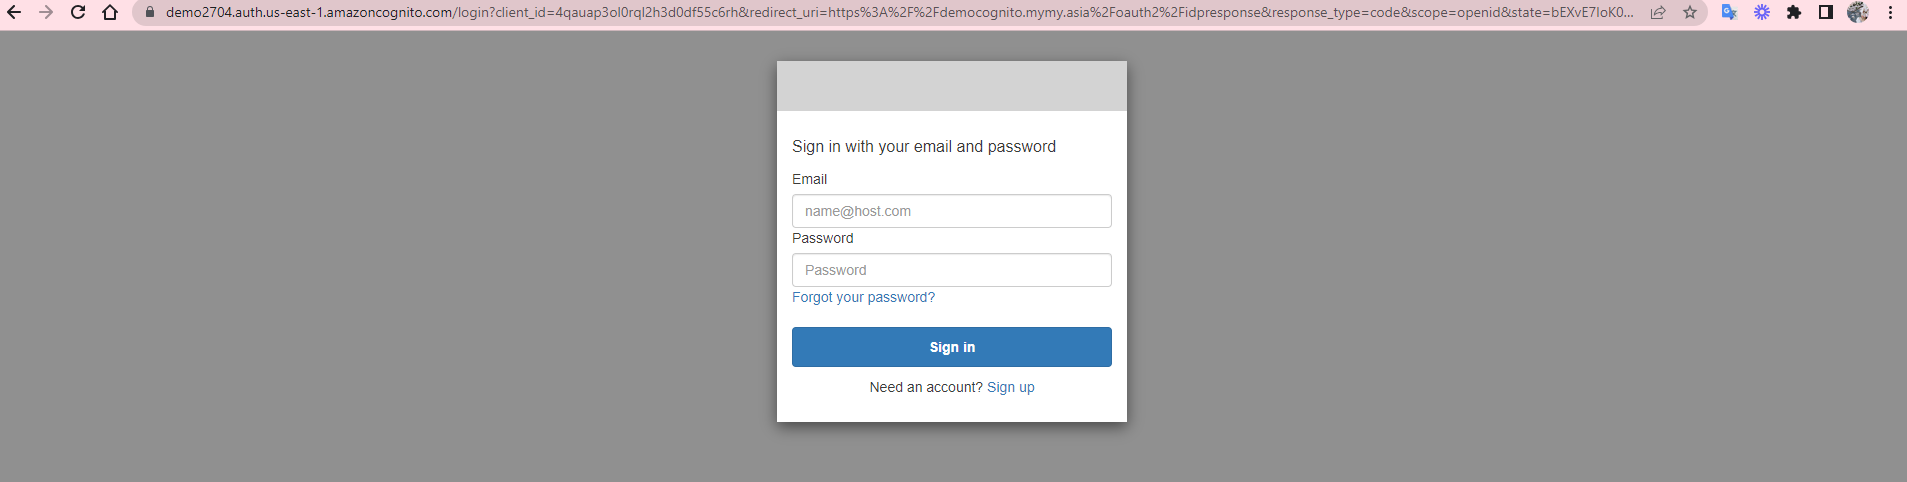 demo2704.auth.us-east-1.amazoncognito.com/login?client_id=4qauap3ol0rql2h3d0df55c6rh&redirect_uri=https%3A%2F%2Fdemocognito.mymy.asia%2Foauth2%2Fidpresponse&response_type=code&scope=openid&state=bEXvE7IoK0...
Sign in with your email and password
Email
name@host.com
Password
Password
Forgot your password?
Sign in
Need an account? Sign up